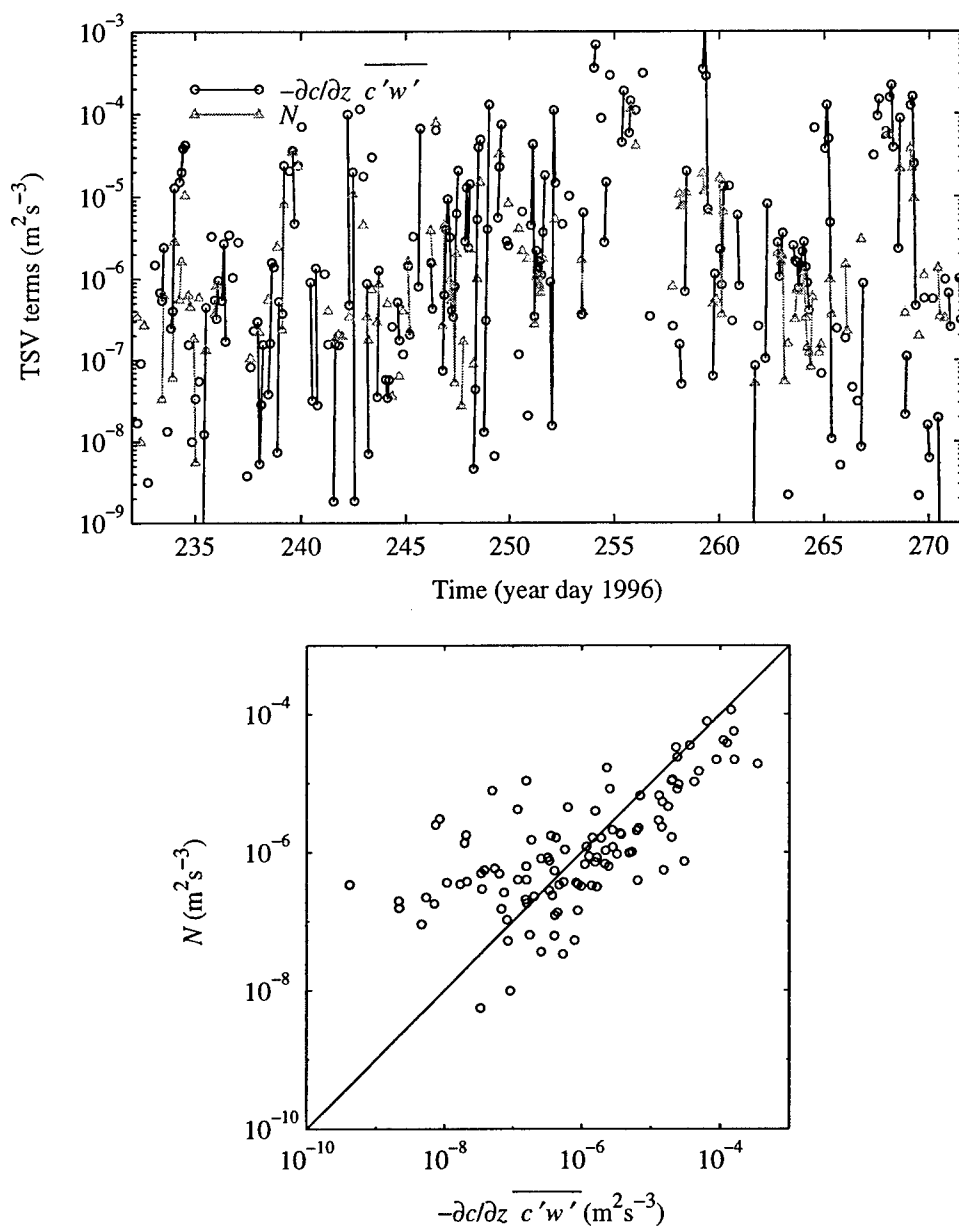 10⁻³
10⁻⁴
10⁻⁵
10⁻⁶
10⁻⁷
10⁻⁸
10⁻⁹
TSV terms (m²s⁻³)
−∂c/∂z c′w′
N
a
235 240 245 250 255 260 265 270
Time (year day 1996)
10⁻⁴
10⁻⁶
10⁻⁸
10⁻¹⁰
N (m²s⁻³)
10⁻¹⁰ 10⁻⁸ 10⁻⁶ 10⁻⁴
−∂c/∂z c′w′ (m²s⁻³)